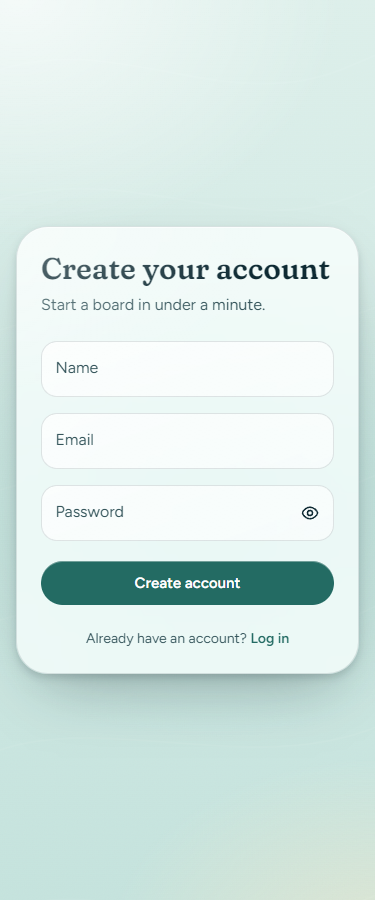 Create your account
Start a board in under a minute.
Name
Email
Password
Create account
Already have an account? Log in